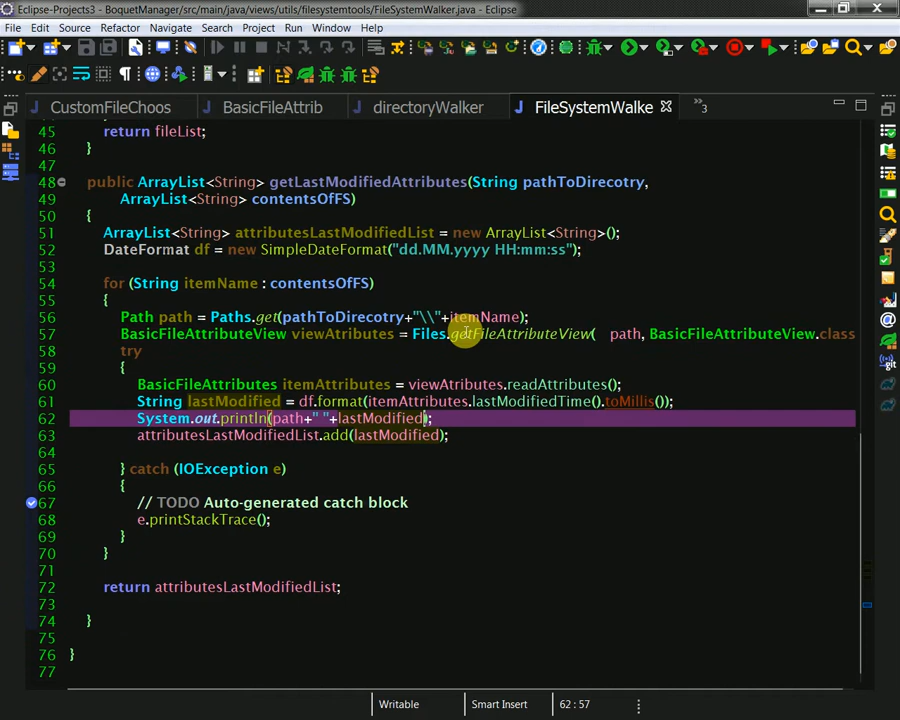 Eclipse-Projects3 - BoquetManager/src/main/java/views/utils/filesystemtools/FileSystemWalker.java - Eclipse
File Edit Source Refactor Navigate Search Project Run Window Help
CustomFileChoos BasicFileAttrib directoryWalker FileSystemWalke »3
45 return fileList;
46 }
47
48 public ArrayList<String> getLastModifiedAttributes(String pathToDirecotry,
49 ArrayList<String> contentsOfFS)
50 {
51 ArrayList<String> attributesLastModifiedList = new ArrayList<String>();
52 DateFormat df = new SimpleDateFormat("dd.MM.yyyy HH:mm:ss");
53
54 for (String itemName : contentsOfFS)
55 {
56 Path path = Paths.get(pathToDirecotry+"\\"+itemName);
57 BasicFileAttributeView viewAtributes = Files.getFileAttributeView( path, BasicFileAttributeView.class
58 try
59 {
60 BasicFileAttributes itemAttributes = viewAtributes.readAttributes();
61 String lastModified = df.format(itemAttributes.lastModifiedTime().toMillis());
62 System.out.println(path+" "+lastModified);
63 attributesLastModifiedList.add(lastModified);
64
65 } catch (IOException e)
66 {
67 // TODO Auto-generated catch block
68 e.printStackTrace();
69 }
70 }
71
72 return attributesLastModifiedList;
73
74 }
75
76 }
77
Writable Smart Insert 62 : 57